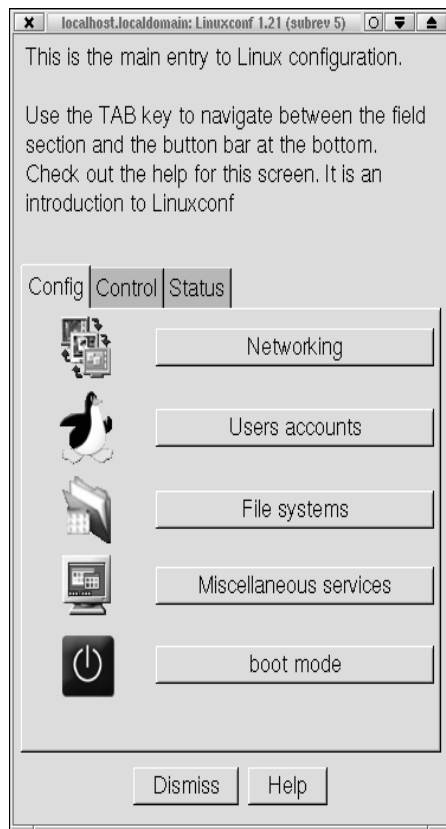 localhost.localdomain: Linuxconf 1.21 (subrev 5)
This is the main entry to Linux configuration.
Use the TAB key to navigate between the field
section and the button bar at the bottom.
Check out the help for this screen. It is an
introduction to Linuxconf
Config Control Status
Networking
Users accounts
File systems
Miscellaneous services
boot mode
Dismiss Help